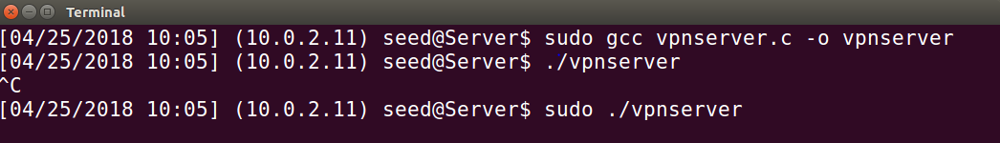 Terminal
[04/25/2018 10:05] (10.0.2.11) seed@Server$ sudo gcc vpnserver.c -o vpnserver
[04/25/2018 10:05] (10.0.2.11) seed@Server$ ./vpnserver
^C
[04/25/2018 10:05] (10.0.2.11) seed@Server$ sudo ./vpnserver